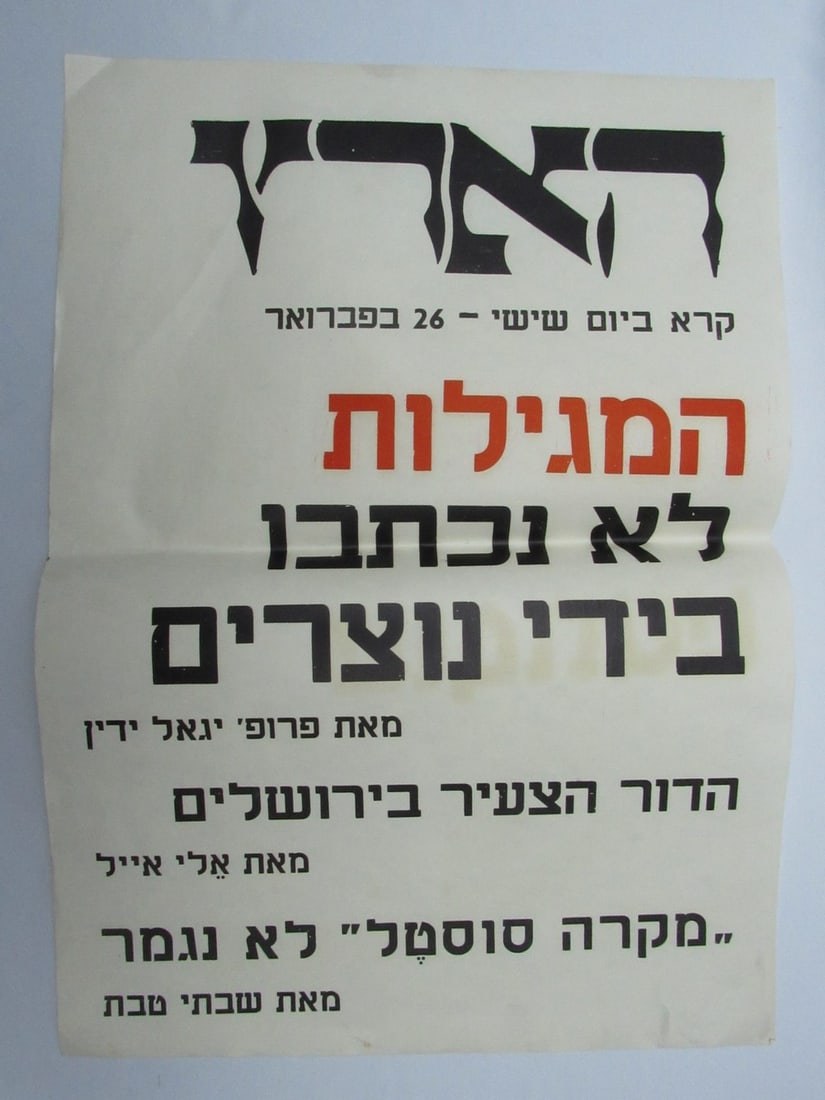 הארץ
קרא ביום שישי – 26 בפברואר
המגילות
לא נכתבו
בידי נוצרים
מאת פרופ' יגאל ידין
הדור הצעיר בירושלים
מאת אֵלי אייל
„מקרה סוסטֶל" לא נגמר
מאת שבתי טבת